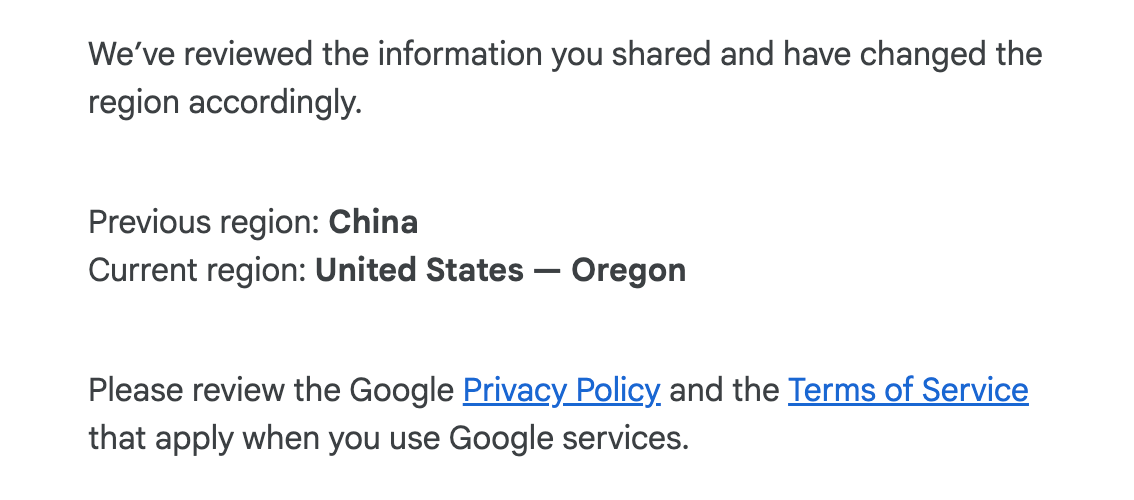 We’ve reviewed the information you shared and have changed the
region accordingly.
Previous region: China
Current region: United States — Oregon
Please review the Google Privacy Policy and the Terms of Service
that apply when you use Google services.